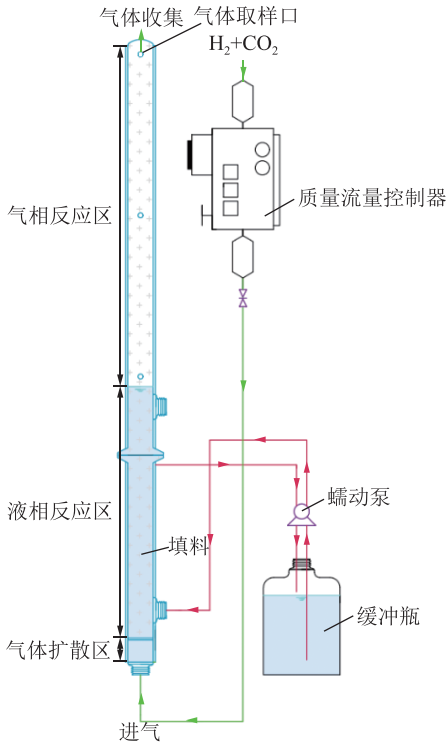 气体收集
气体取样口
H₂+CO₂
质量流量控制器
气相反应区
液相反应区
填料
蠕动泵
缓冲瓶
气体扩散区
进气